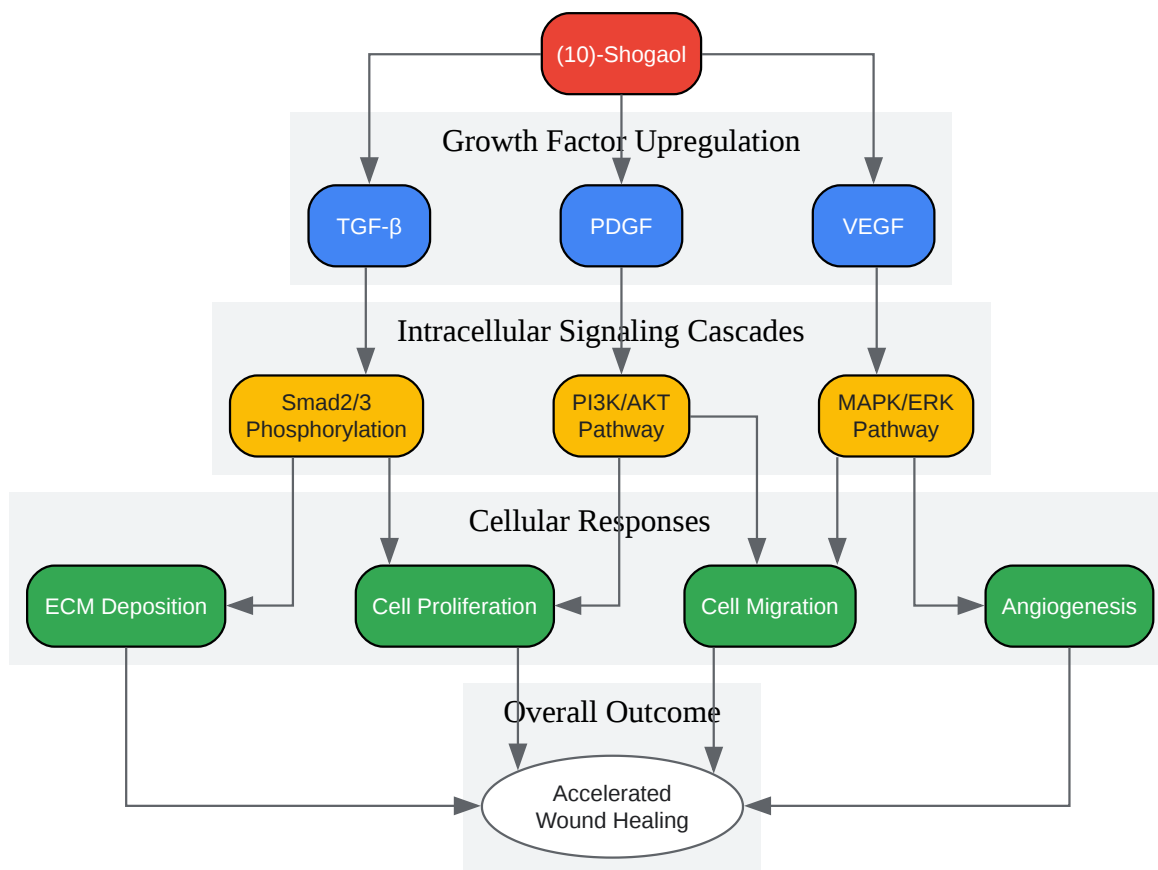 (10)-Shogaol
Growth Factor Upregulation
TGF-β
PDGF
VEGF
Intracellular Signaling Cascades
Smad2/3
Phosphorylation
PI3K/AKT
Pathway
MAPK/ERK
Pathway
Cellular Responses
ECM Deposition
Cell Proliferation
Cell Migration
Angiogenesis
Overall Outcome
Accelerated
Wound Healing